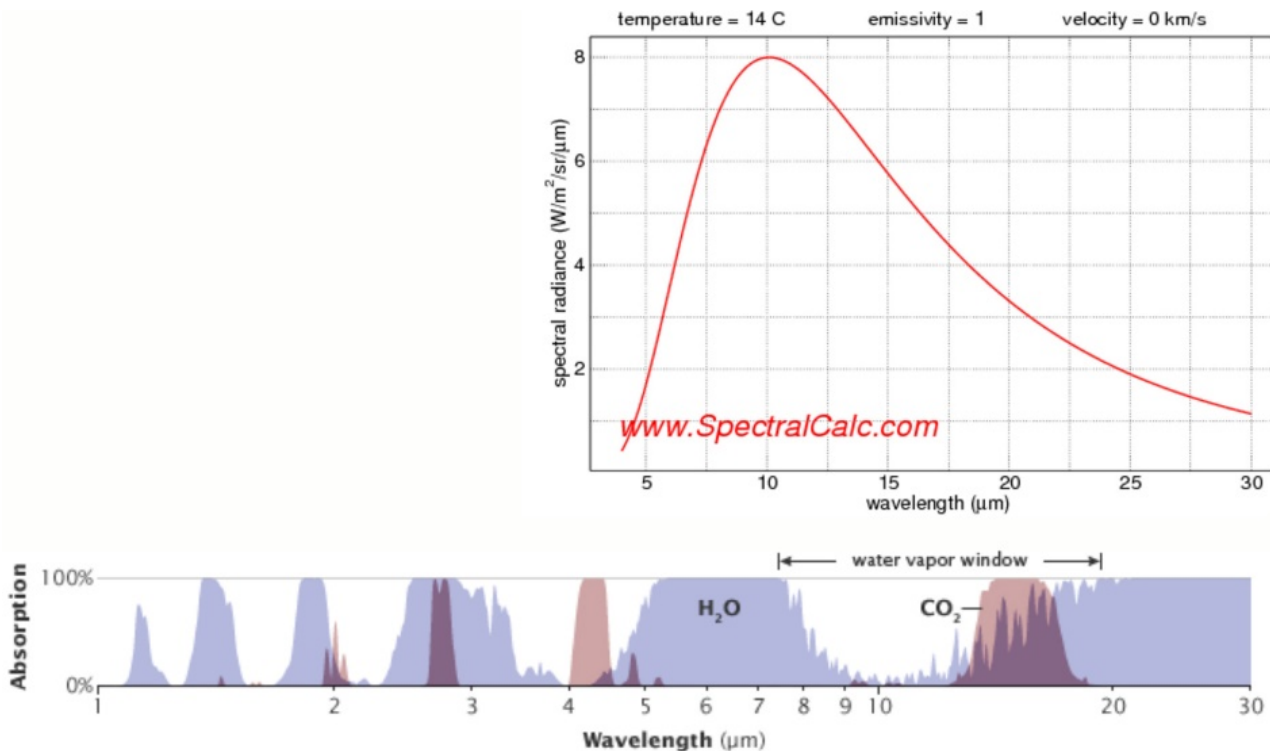 temperature = 14 C emissivity = 1 velocity = 0 km/s
spectral radiance (W/m²/sr/µm)
8
6
4
2
www.SpectralCalc.com
5 10 15 20 25 30
wavelength (µm)
water vapor window
Absorption
100%
H₂O
CO₂
0%
1 2 3 4 5 6 7 8 9 10 20 30
Wavelength (µm)